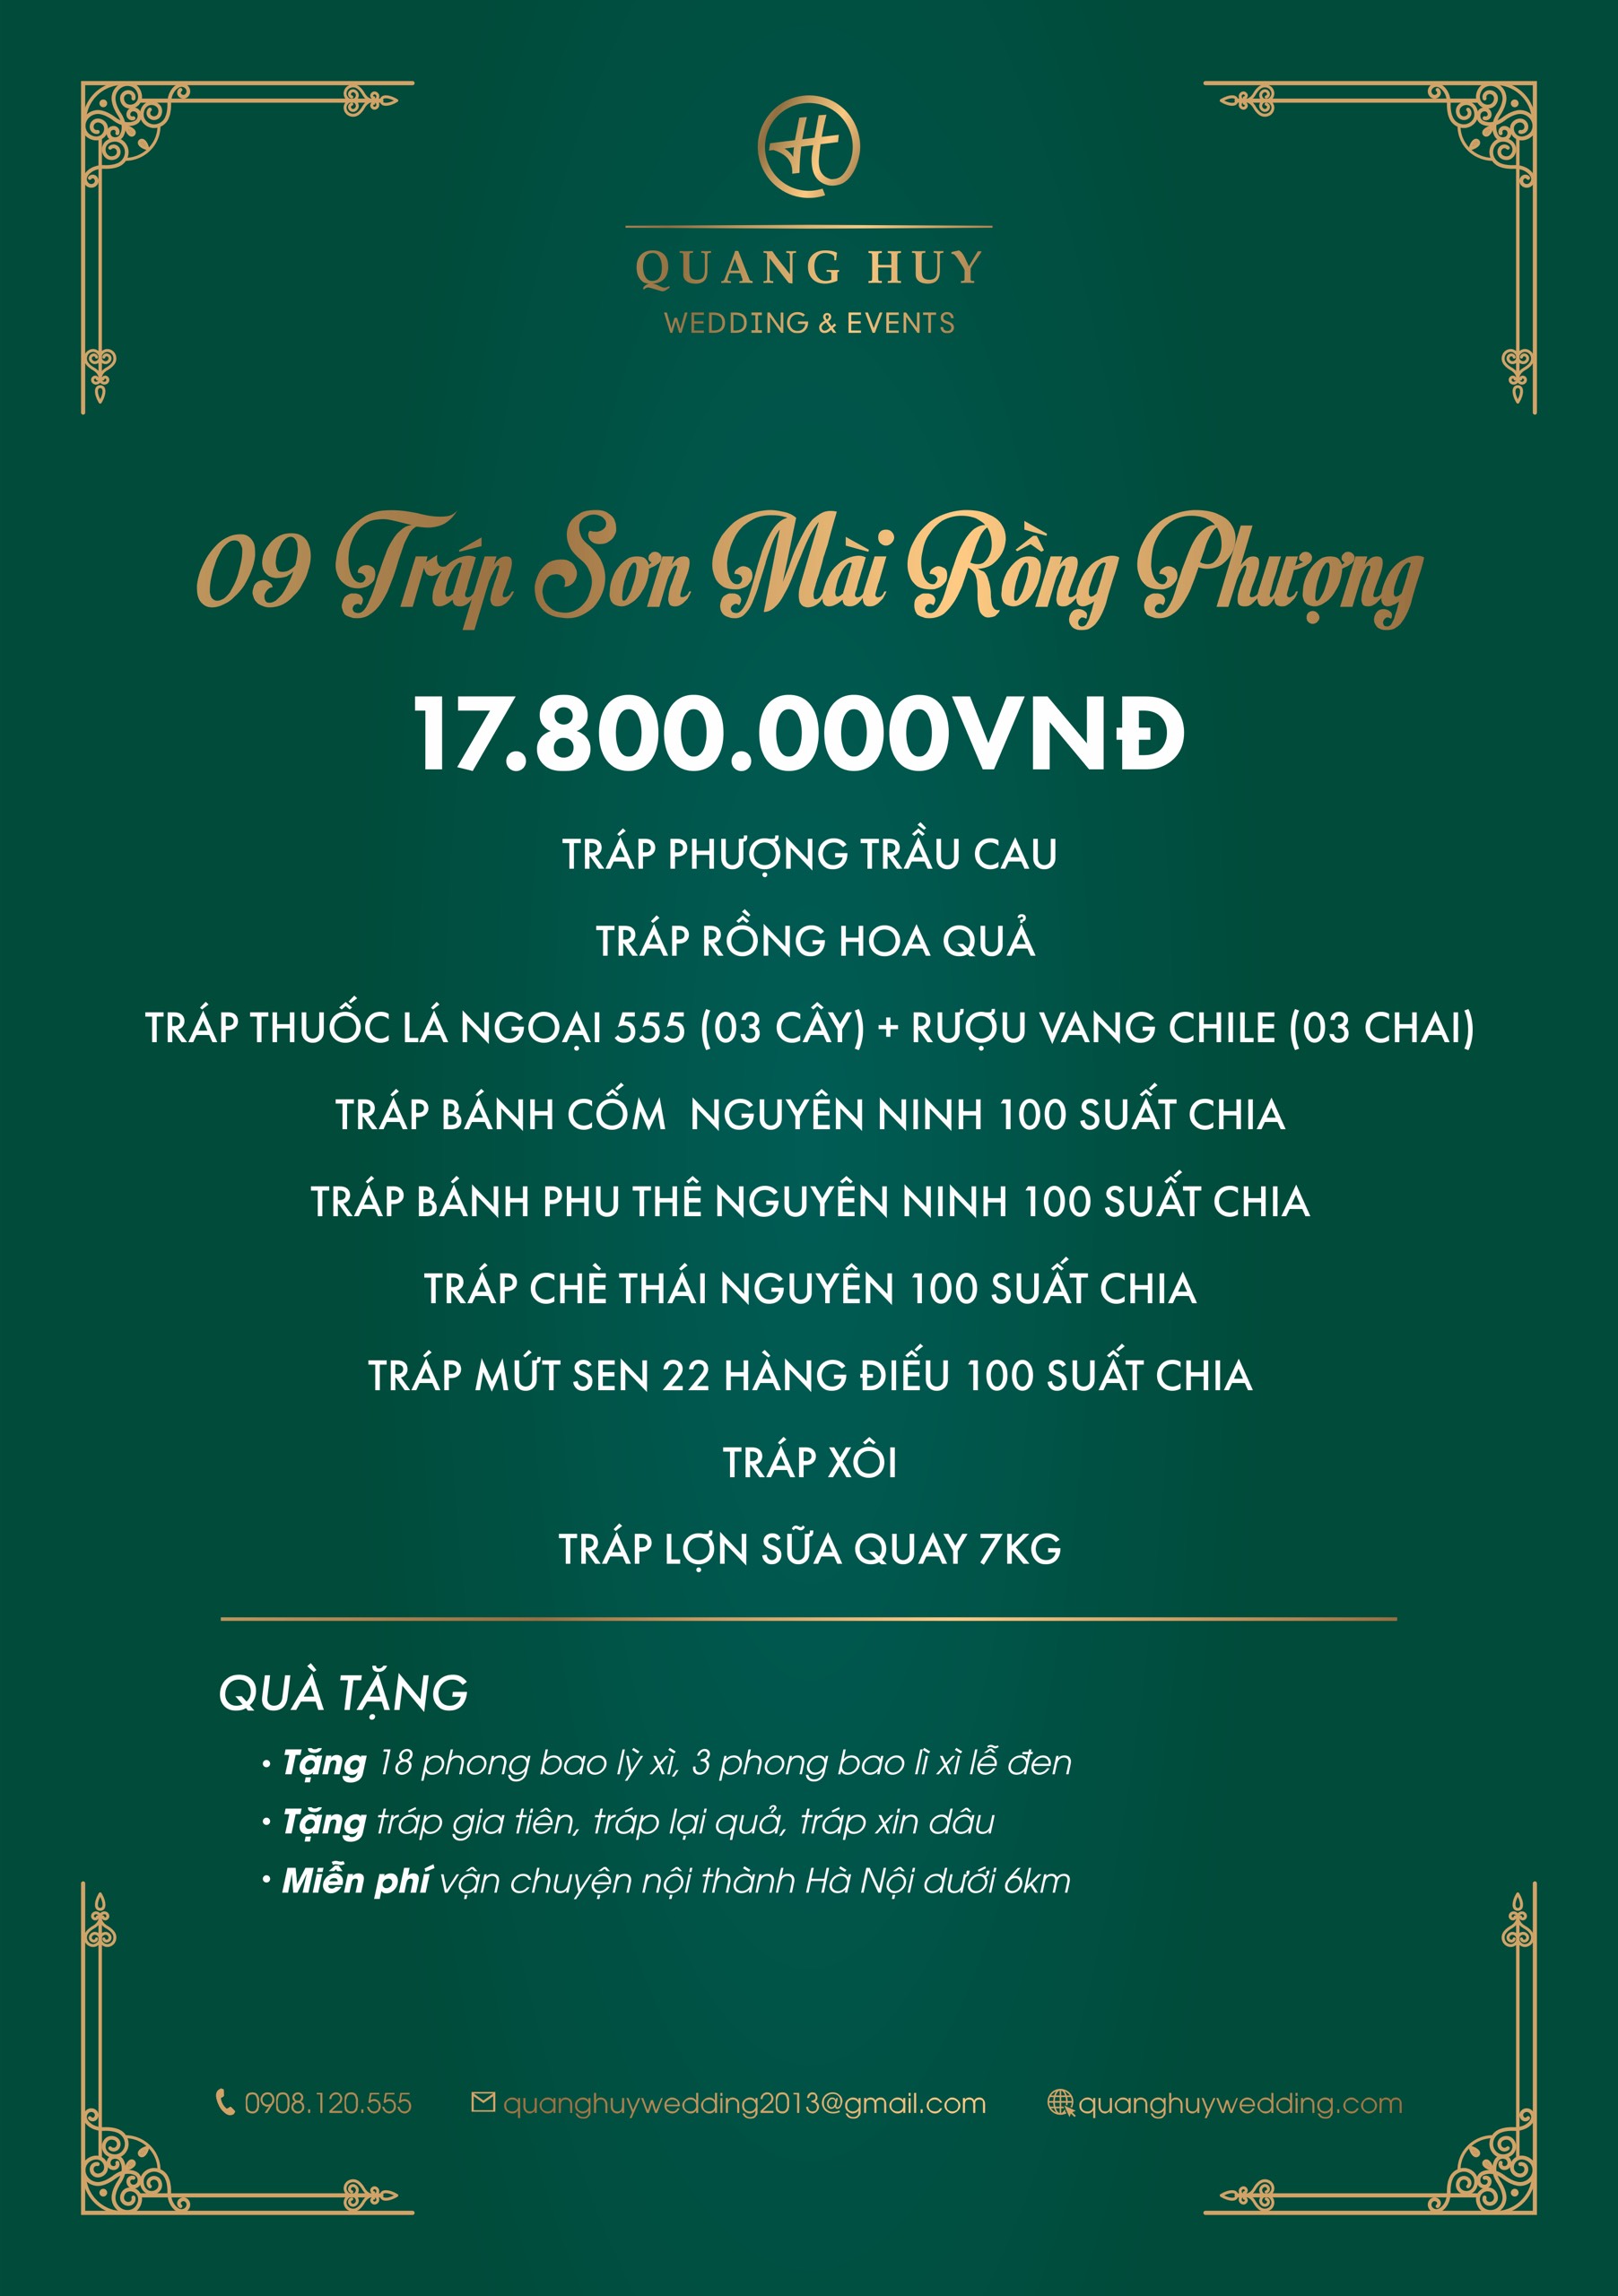 QUANG HUY
WEDDING & EVENTS
09 Tráp Sơn Mài Rồng Phượng
17.800.000VNĐ
TRÁP PHƯỢNG TRẦU CAU
TRÁP RỒNG HOA QUẢ
TRÁP THUỐC LÁ NGOẠI 555 (03 CÂY) + RƯỢU VANG CHILE (03 CHAI)
TRÁP BÁNH CỐM NGUYÊN NINH 100 SUẤT CHIA
TRÁP BÁNH PHU THÊ NGUYÊN NINH 100 SUẤT CHIA
TRÁP CHÈ THÁI NGUYÊN 100 SUẤT CHIA
TRÁP MỨT SEN 22 HÀNG ĐIẾU 100 SUẤT CHIA
TRÁP XÔI
TRÁP LỢN SỮA QUAY 7KG
QUÀ TẶNG
• Tặng 18 phong bao lỳ xì, 3 phong bao lì xì lễ đen
• Tặng tráp gia tiên, tráp lại quả, tráp xin dâu
• Miễn phí vận chuyện nội thành Hà Nội dưới 6km
0908.120.555 quanghuywedding2013@gmail.com quanghuywedding.com